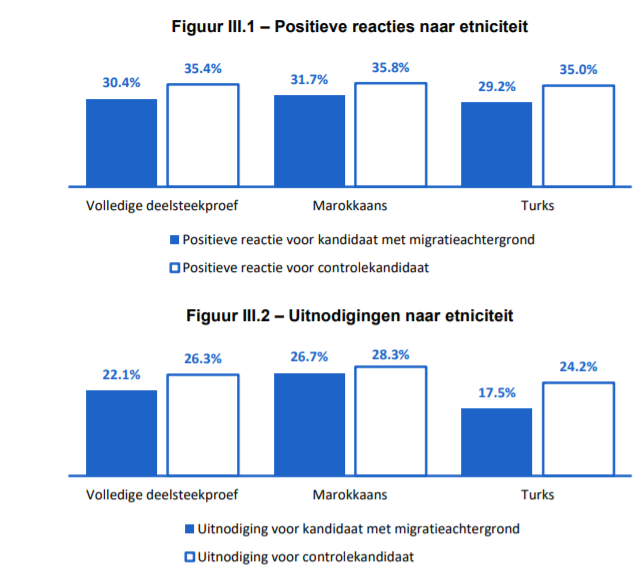 Figuur III.1 – Positieve reacties naar etniciteit
30.4% 35.4% 31.7% 35.8% 29.2% 35.0%
Volledige deelsteekproef Marokkaans Turks
Positieve reactie voor kandidaat met migratieachtergrond
Positieve reactie voor controlekandidaat
Figuur III.2 – Uitnodigingen naar etniciteit
22.1% 26.3% 26.7% 28.3% 17.5% 24.2%
Volledige deelsteekproef Marokkaans Turks
Uitnodiging voor kandidaat met migratieachtergrond
Uitnodiging voor controlekandidaat